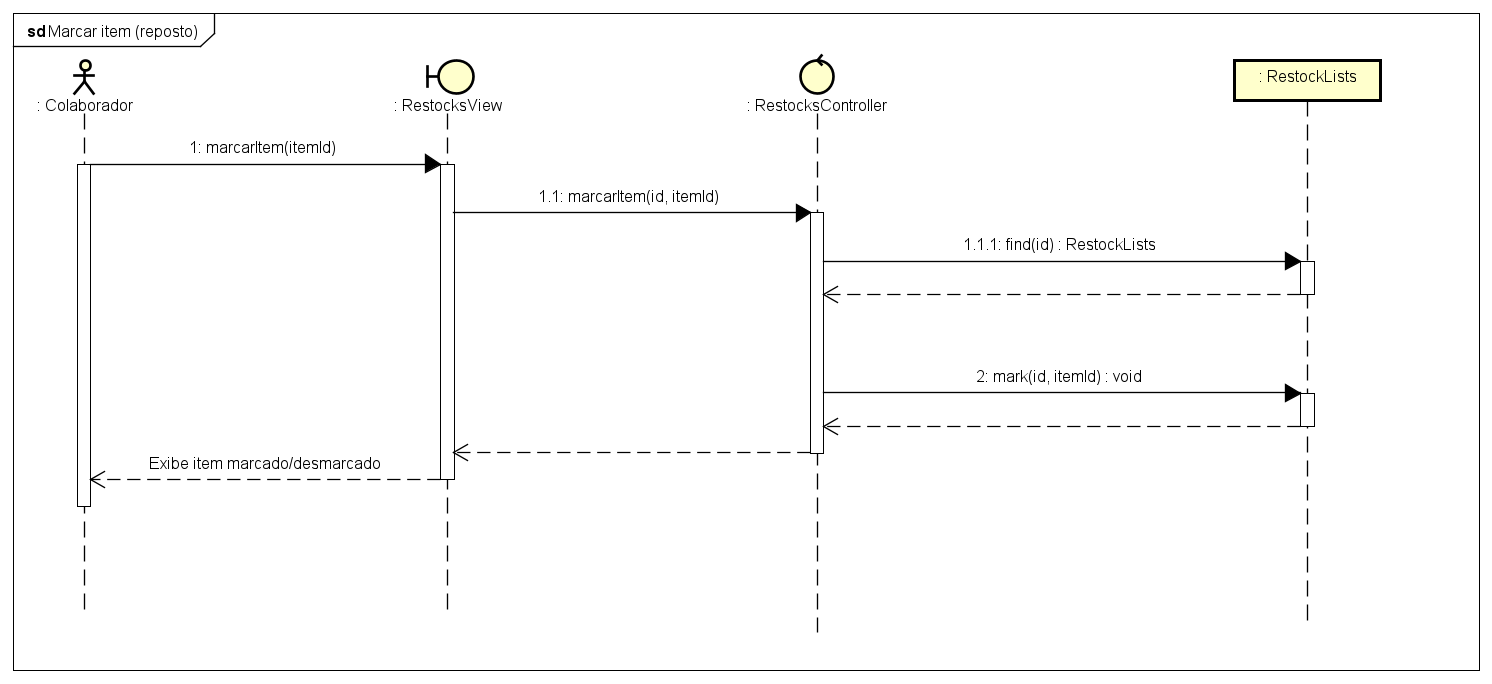 sd Marcar item (reposto)
: Colaborador
: RestocksView
: RestocksController
: RestockLists
1: marcarItem(itemId)
1.1: marcarItem(id, itemId)
1.1.1: find(id) : RestockLists
2: mark(id, itemId) : void
Exibe item marcado/desmarcado